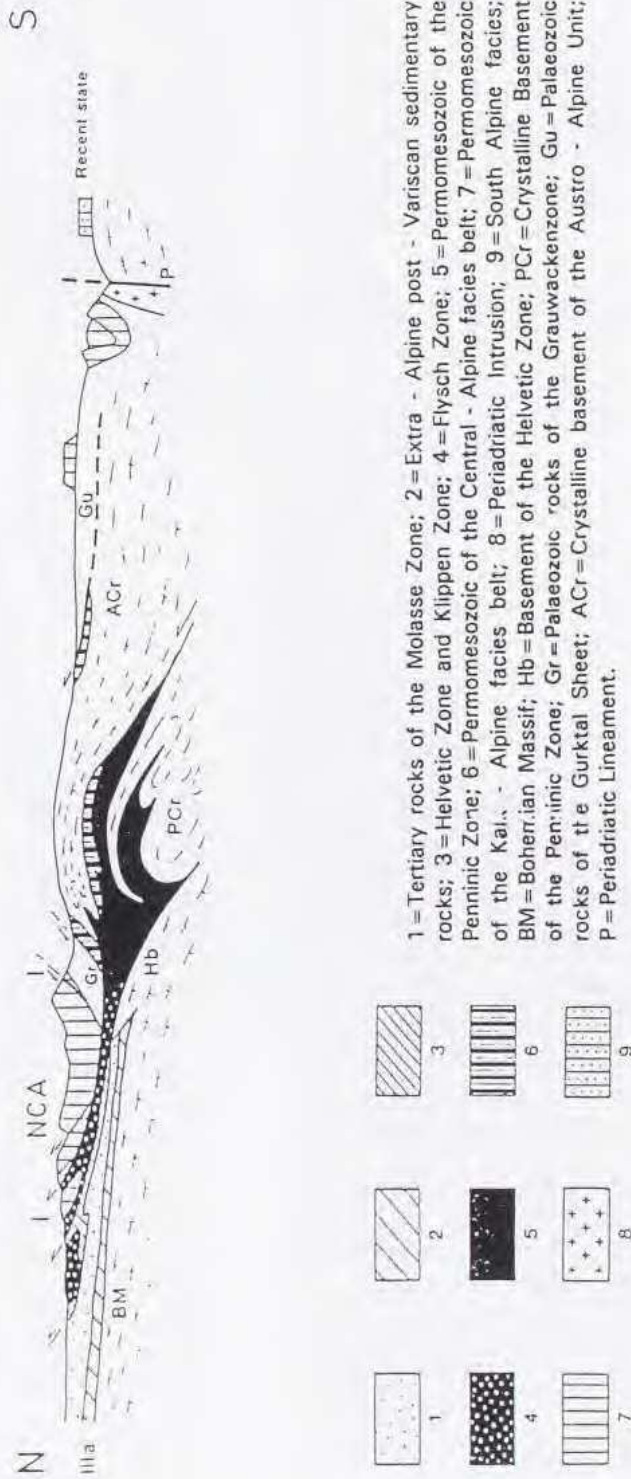 N
S
IIIa
NCA
Recent state
BM
Gr
Hb
PCr
ACr
Gu
P
1
2
3
4
5
6
7
8
9
1=Tertiary rocks of the Molasse Zone; 2=Extra - Alpine post - Variscan sedimentary
rocks; 3=Helvetic Zone and Klippen Zone; 4=Flysch Zone; 5=Permomesozoic of the
Penninic Zone; 6=Permomesozoic of the Central - Alpine facies belt; 7=Permomesozoic
of the - Alpine facies belt; 8=Periadriatic Intrusion; 9=South Alpine facies;
BM=Bohemian Massif; Hb=Basement of the Helvetic Zone; PCr=Crystalline Basement
of the Penninic Zone; Gr=Palaeozoic rocks of the Grauwackenzone; Gu=Palaeozoic
rocks of the Gurktal Sheet; ACr=Crystalline basement of the Austro - Alpine Unit;
P=Periadriatic Lineament.